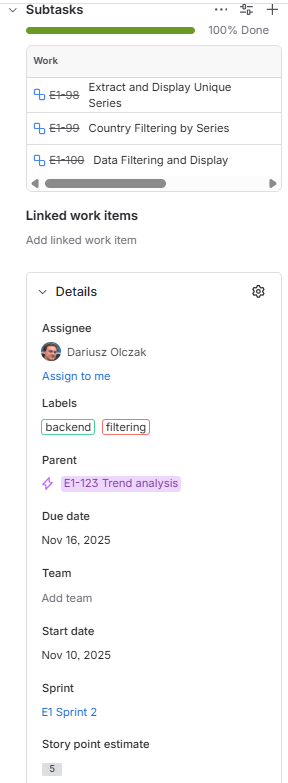 Subtasks
100% Done
Work
E1-98 Extract and Display Unique
Series
E1-99 Country Filtering by Series
E1-100 Data Filtering and Display
Linked work items
Add linked work item
Details
Assignee
Dariusz Olczak
Assign to me
Labels
backend filtering
Parent
E1-123 Trend analysis
Due date
Nov 16, 2025
Team
Add team
Start date
Nov 10, 2025
Sprint
E1 Sprint 2
Story point estimate
5